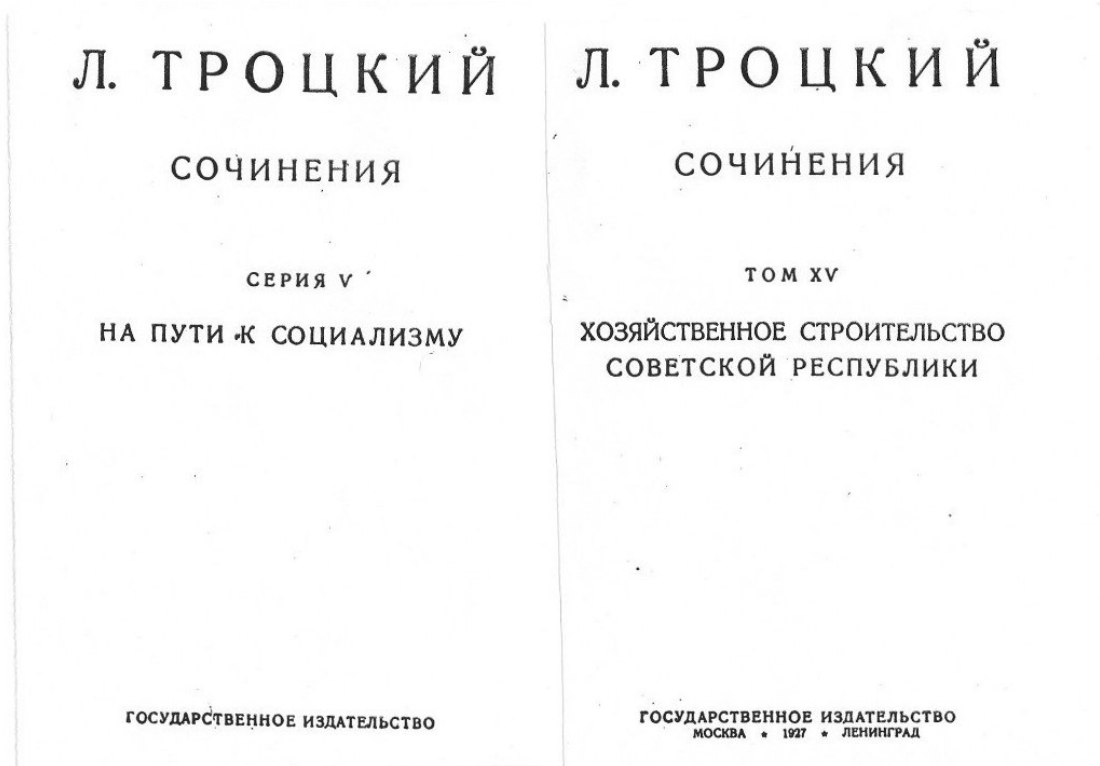 Л. ТРОЦКИЙ
СОЧИНЕНИЯ
СЕРИЯ V
НА ПУТИ К СОЦИАЛИЗМУ
ГОСУДАРСТВЕННОЕ ИЗДАТЕЛЬСТВО
Л. ТРОЦКИЙ
СОЧИНЕНИЯ
ТОМ XV
ХОЗЯЙСТВЕННОЕ СТРОИТЕЛЬСТВО
СОВЕТСКОЙ РЕСПУБЛИКИ
ГОСУДАРСТВЕННОЕ ИЗДАТЕЛЬСТВО
МОСКВА * 1927 * ЛЕНИНГРАД